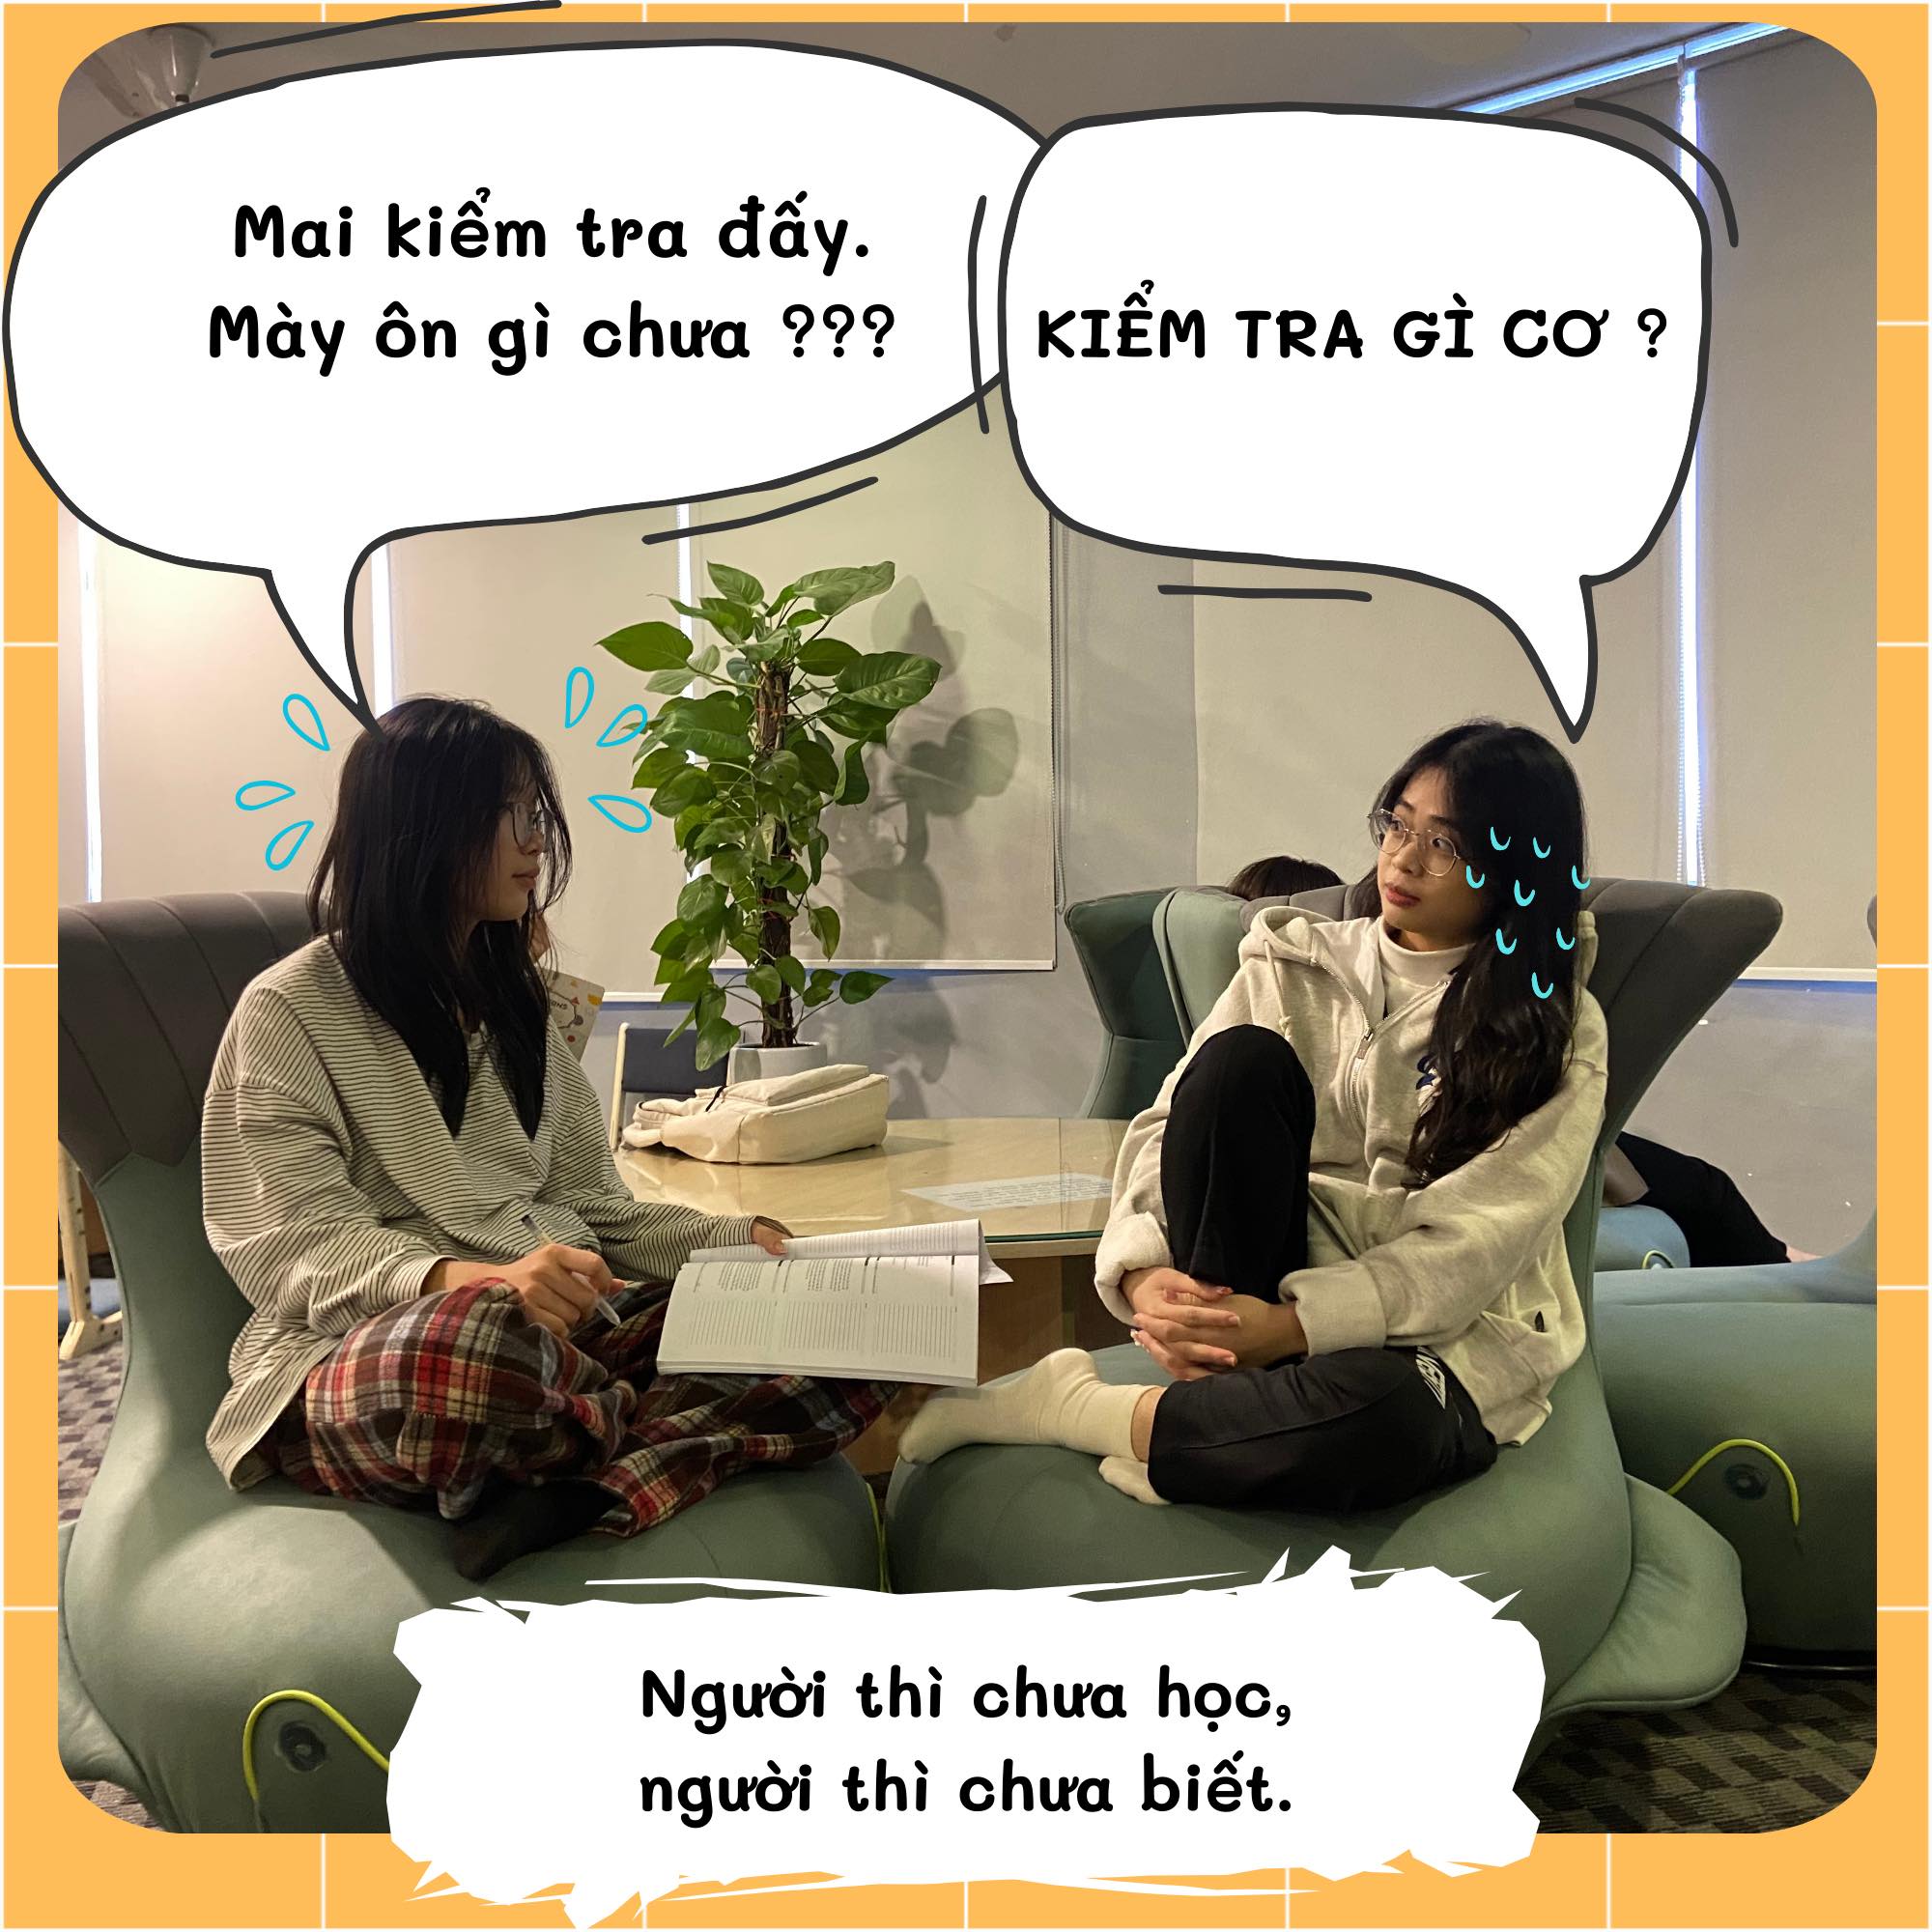 Mai kiểm tra đấy.
Mày ôn gì chưa ???
KIỂM TRA GÌ CƠ ?
Người thì chưa học,
người thì chưa biết.